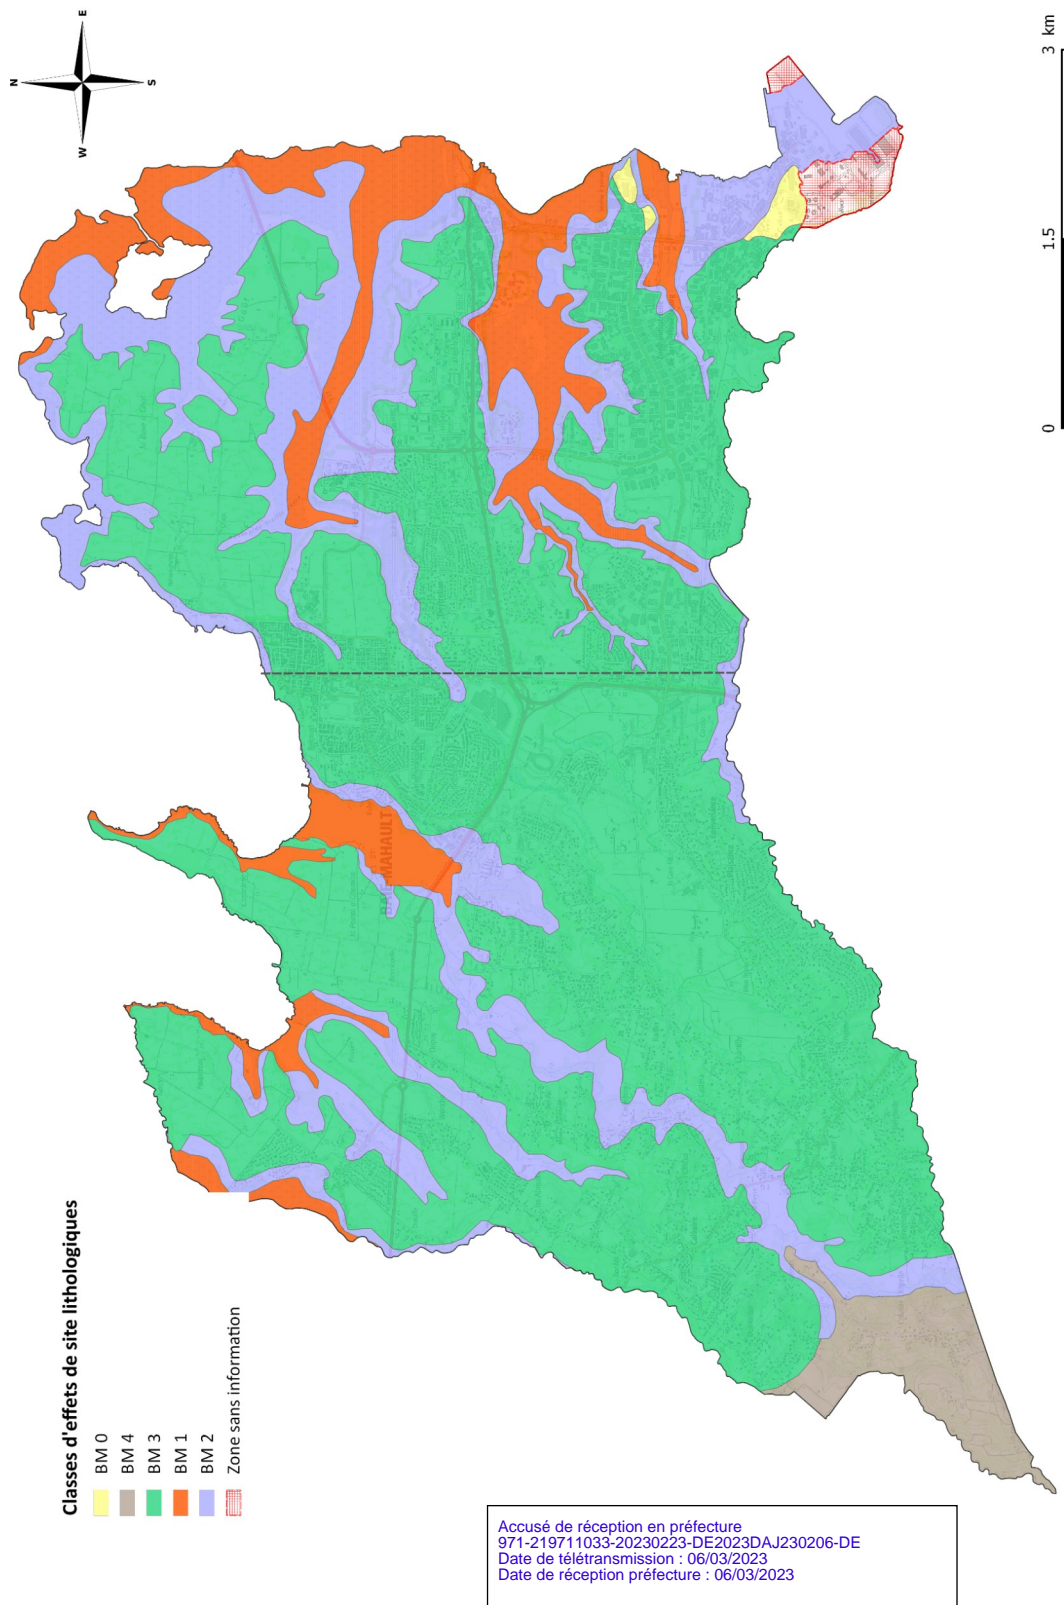 N
E
S
W
3 km
1.5
0
BAIE-MAHAULT
Classes d'effets de site lithologiques
BM 0
BM 4
BM 3
BM 1
BM 2
Zone sans information
Accusé de réception en préfecture
971-219711033-20230223-DE2023DAJ230206-DE
Date de télétransmission : 06/03/2023
Date de réception préfecture : 06/03/2023